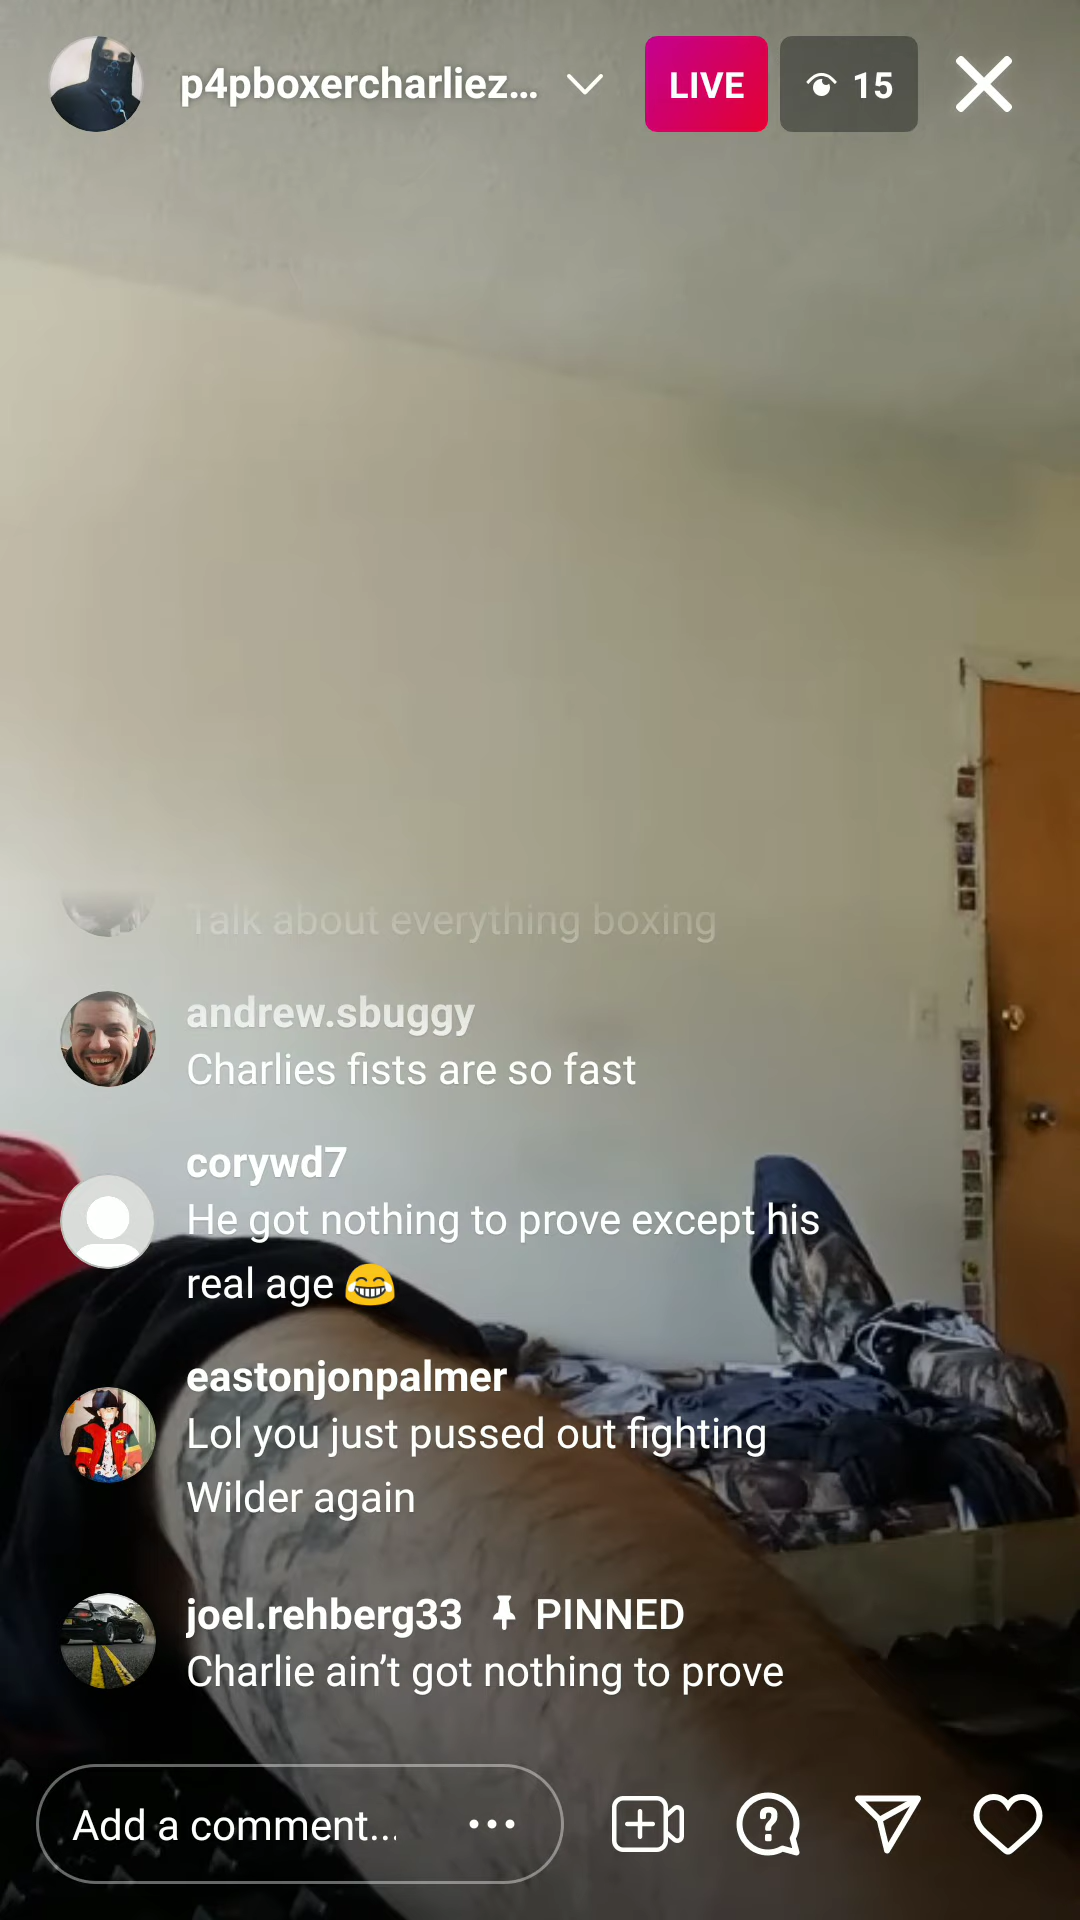 p4pboxercharliez...
LIVE
15
Talk about everything boxing
andrew.sbuggy
Charlies fists are so fast
corywd7
He got nothing to prove except his
real age 😂
eastonjonpalmer
Lol you just pussed out fighting
Wilder again
joel.rehberg33 PINNED
Charlie ain’t got nothing to prove
Add a comment...